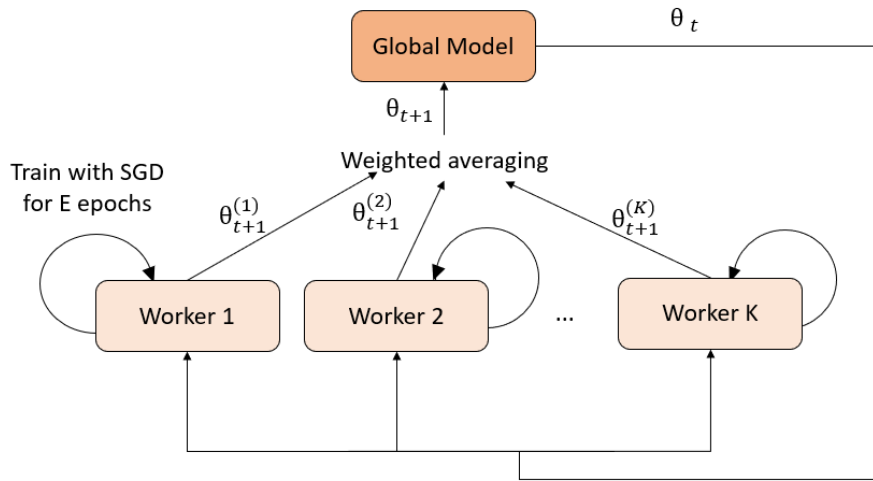 θ t
Global Model
θt+1
Weighted averaging
Train with SGD
for E epochs
θ(1)t+1
θ(2)t+1
θ(K)t+1
Worker 1
Worker 2
...
Worker K